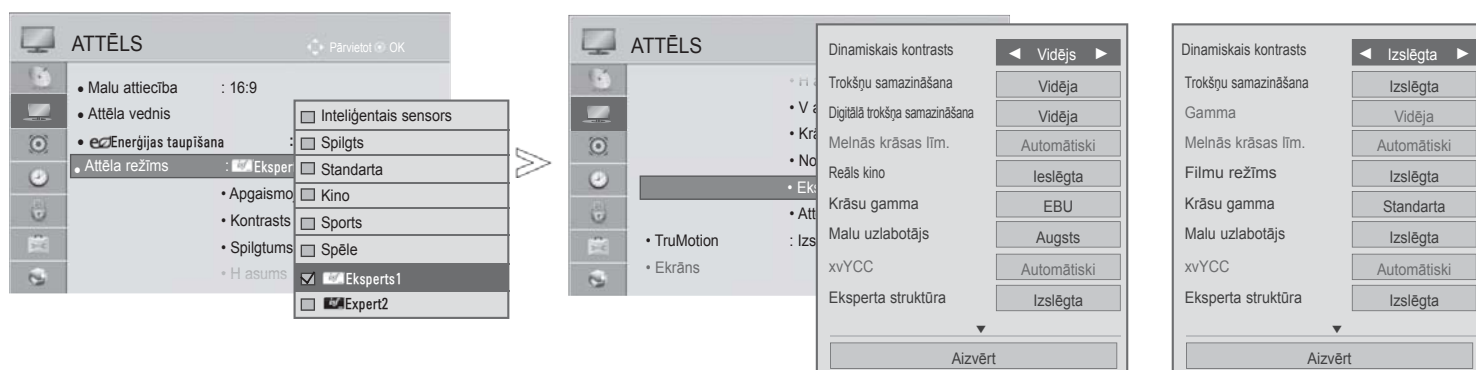 ATTĒLS
Pārvietot OK
• Malu attiecība : 16:9
• Attēla vednis
• Enerģijas taupīšana :
• Attēla režīms : Eksper
• Apgaismo
• Kontrasts
• Spilgtums
• H asums
Inteliģentais sensors
Spilgts
Standarta
Kino
Sports
Spēle
Eksperts1
Expert2
ATTĒLS
• H a
• V a
• Krā
• No
• Eks
• Att
• TruMotion : Izs
• Ekrāns
Dinamiskais kontrasts ◄ Vidējs ►
Trokšņu samazināšana Vidēja
Digitālā trokšņa samazināšana Vidēja
Melnās krāsas līm. Automātiski
Reāls kino Ieslēgta
Krāsu gamma EBU
Malu uzlabotājs Augsts
xvYCC Automātiski
Eksperta struktūra Izslēgta
▼
Aizvērt
Dinamiskais kontrasts ◄ Izslēgta ►
Trokšņu samazināšana Izslēgta
Gamma Vidēja
Melnās krāsas līm. Automātiski
Filmu režīms Izslēgta
Krāsu gamma Standarta
Malu uzlabotājs Izslēgta
xvYCC Automātiski
Eksperta struktūra Izslēgta
▼
Aizvērt